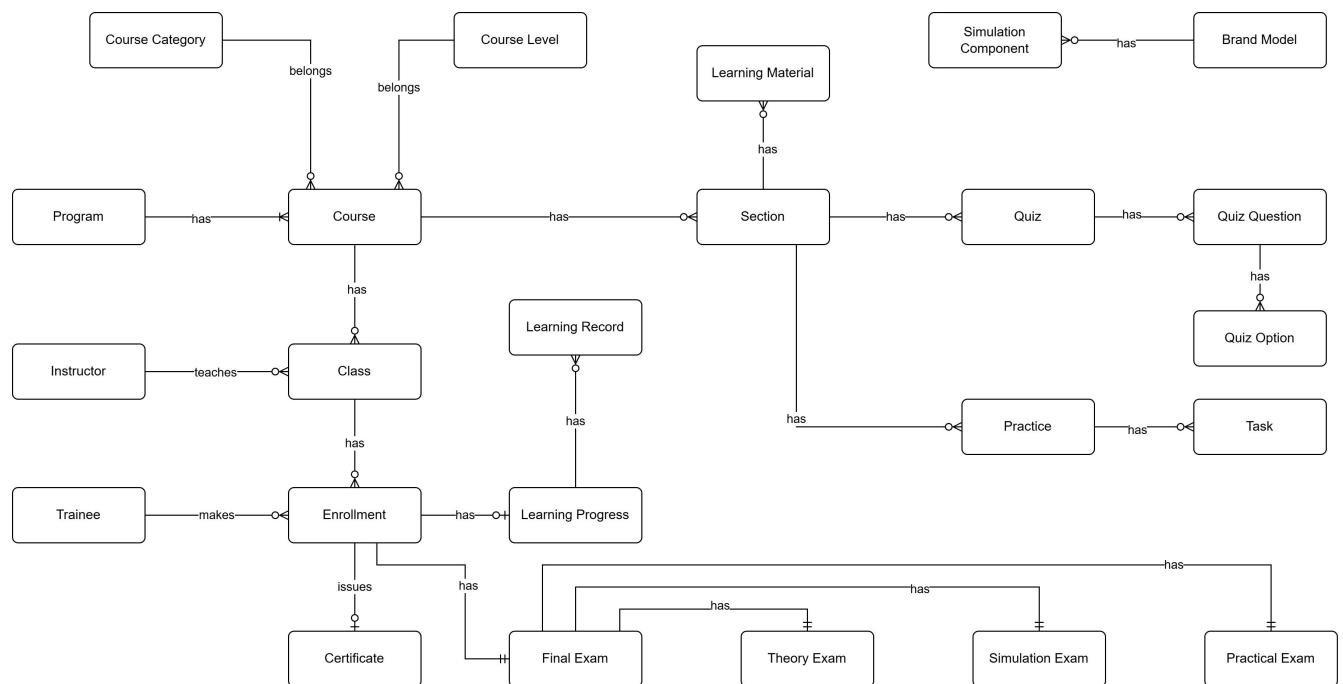 Course Category
Course Level
Simulation
Component
has
Brand Model
belongs
belongs
Learning Material
has
Program
has
Course
has
Section
has
Quiz
has
Quiz Question
has
has
Learning Record
Quiz Option
Instructor
teaches
Class
has
has
has
Practice
has
Task
Trainee
makes
Enrollment
has
Learning Progress
issues
has
has
has
has
Certificate
Final Exam
Theory Exam
Simulation Exam
Practical Exam